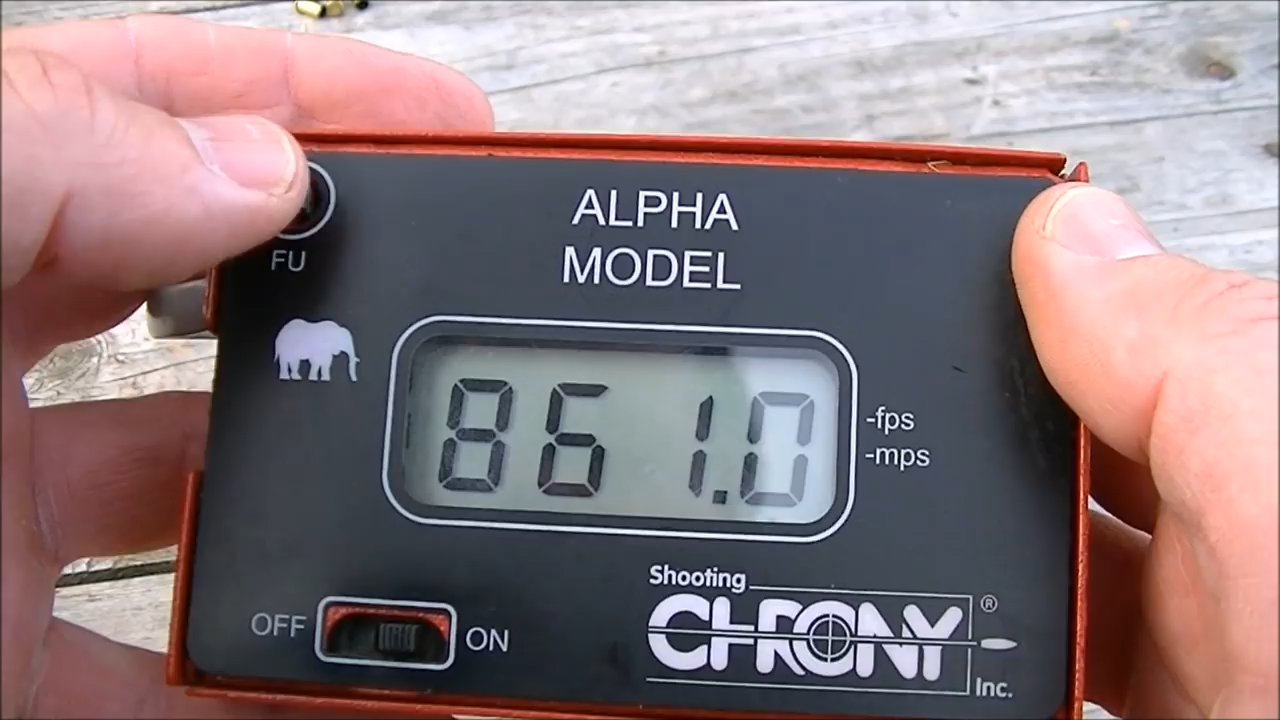 ALPHA
MODEL
FU
861.0
-fps
-mps
OFF ON
Shooting
CHRONY ®
Inc.